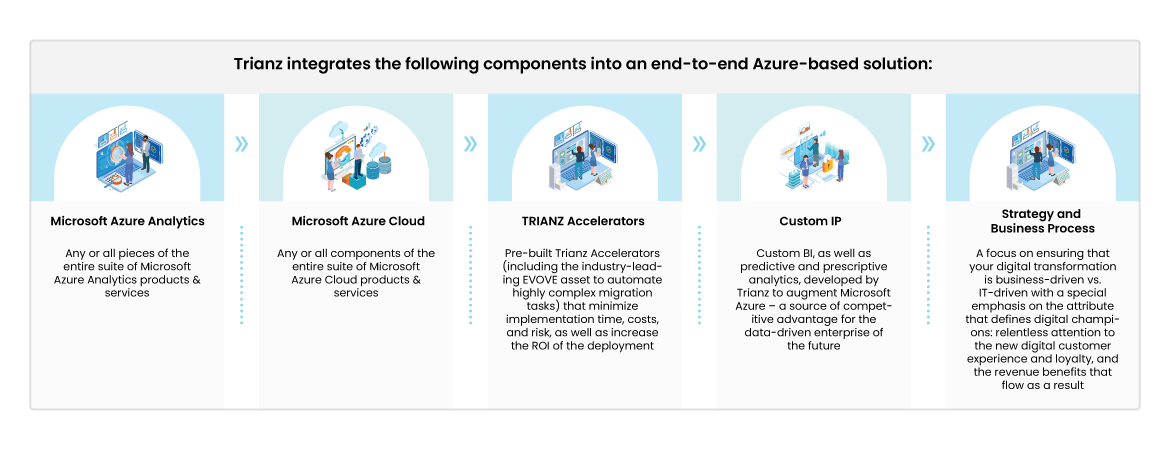 Trianz integrates the following components into an end-to-end Azure-based solution:
Microsoft Azure Analytics
Any or all pieces of the
entire suite of Microsoft
Azure Analytics products &
services
Microsoft Azure Cloud
Any or all components of the
entire suite of Microsoft
Azure Cloud products &
services
TRIANZ Accelerators
Pre-built Trianz Accelerators
(including the industry-lead-
ing EVOVE asset to automate
highly complex migration
tasks) that minimize
implementation time, costs,
and risk, as well as increase
the ROI of the deployment
Custom IP
Custom BI, as well as
predictive and prescriptive
analytics, developed by
Trianz to augment Microsoft
Azure – a source of compet-
itive advantage for the
data-driven enterprise of
the future
Strategy and
Business Process
A focus on ensuring that
your digital transformation
is business-driven vs.
IT-driven with a special
emphasis on the attribute
that defines digital champi-
ons: relentless attention to
the new digital customer
experience and loyalty, and
the revenue benefits that
flow as a result